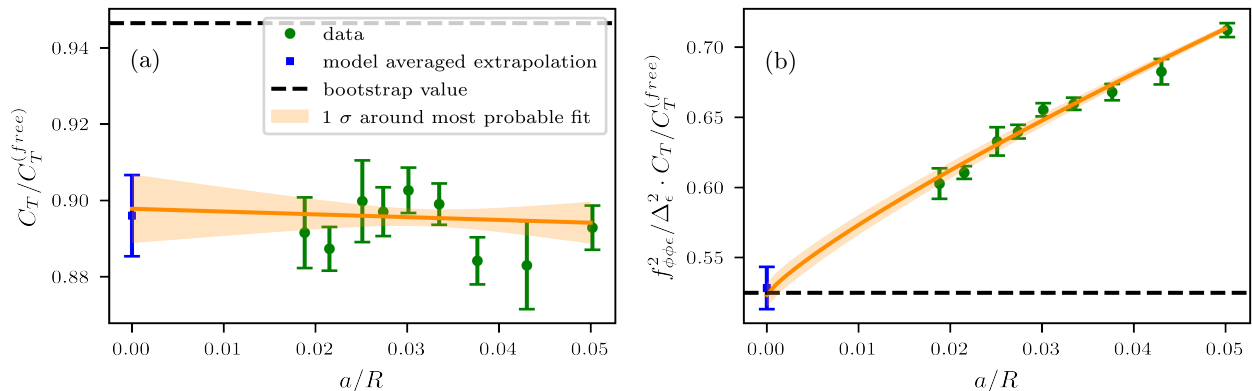 (a)
data
model averaged extrapolation
bootstrap value
1 σ around most probable fit
C_T/C_T^{(free)}
0.94
0.92
0.90
0.88
0.00 0.01 0.02 0.03 0.04 0.05
a/R
(b)
f²_{ϕϕϵ}/Δ²_ϵ · C_T/C_T^{(free)}
0.70
0.65
0.60
0.55
0.00 0.01 0.02 0.03 0.04 0.05
a/R